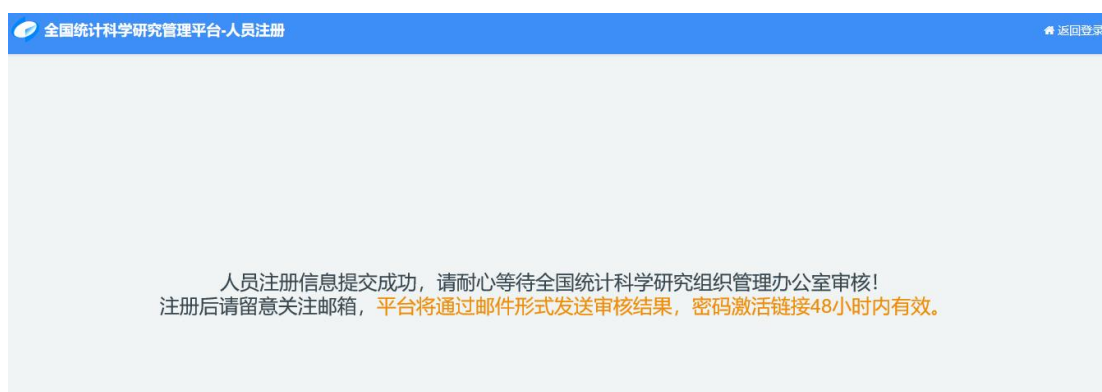 全国统计科学研究管理平台-人员注册
返回登录
人员注册信息提交成功，请耐心等待全国统计科学研究组织管理办公室审核！
注册后请留意关注邮箱，平台将通过邮件形式发送审核结果，密码激活链接48小时内有效。